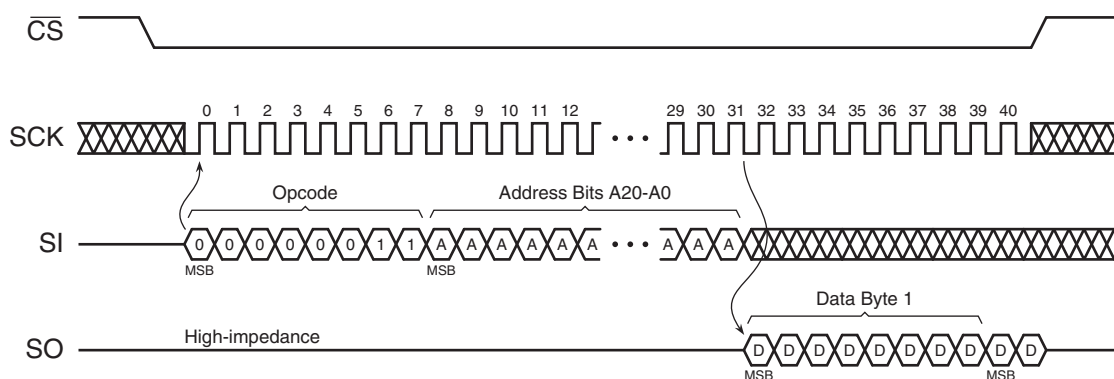 C̅S̅
0 1 2 3 4 5 6 7 8 9 10 11 12 29 30 31 32 33 34 35 36 37 38 39 40
SCK
Opcode Address Bits A20-A0
SI 0 0 0 0 0 0 1 1 A A A A A A • • • A A A
MSB MSB
Data Byte 1
High-impedance
SO D D D D D D D D D D
MSB MSB